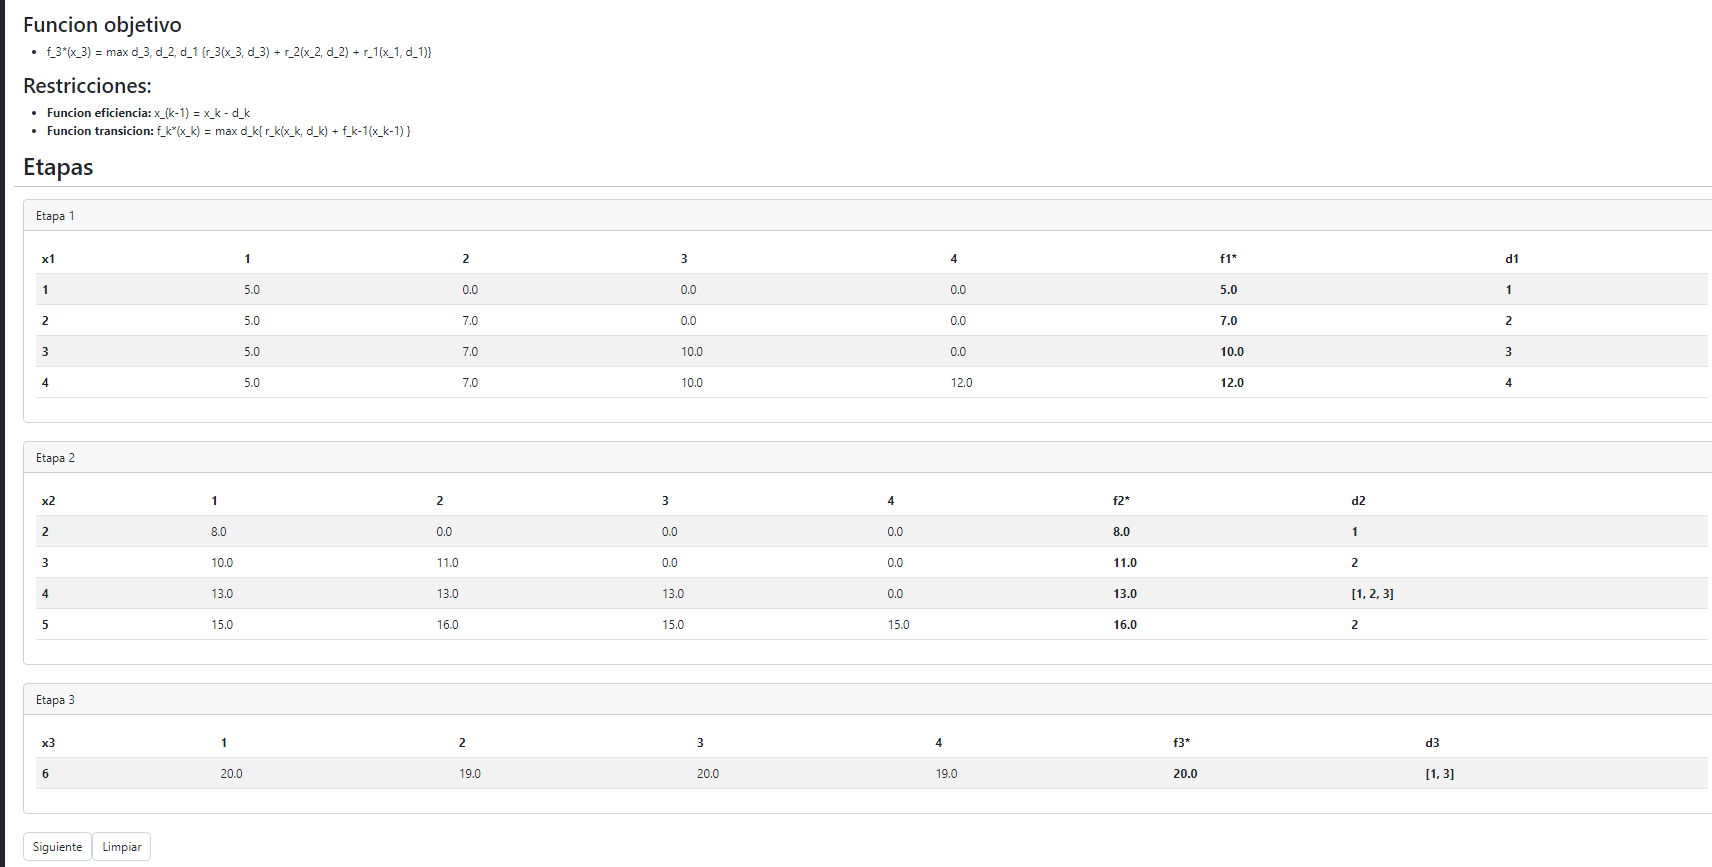 Funcion objetivo
• f_3*(x_3) = max d_3, d_2, d_1 {r_3(x_3, d_3) + r_2(x_2, d_2) + r_1(x_1, d_1)}
Restricciones:
• Funcion eficiencia: x_(k-1) = x_k - d_k
• Funcion transicion: f_k*(x_k) = max d_k{ r_k(x_k, d_k) + f_k-1(x_k-1) }
Etapas
Etapa 1
x1 1 2 3 4 f1* d1
1 5.0 0.0 0.0 0.0 5.0 1
2 5.0 7.0 0.0 0.0 7.0 2
3 5.0 7.0 10.0 0.0 10.0 3
4 5.0 7.0 10.0 12.0 12.0 4
Etapa 2
x2 1 2 3 4 f2* d2
2 8.0 0.0 0.0 0.0 8.0 1
3 10.0 11.0 0.0 0.0 11.0 2
4 13.0 13.0 13.0 0.0 13.0 [1, 2, 3]
5 15.0 16.0 15.0 15.0 16.0 2
Etapa 3
x3 1 2 3 4 f3* d3
6 20.0 19.0 20.0 19.0 20.0 [1, 3]
Siguiente Limpiar